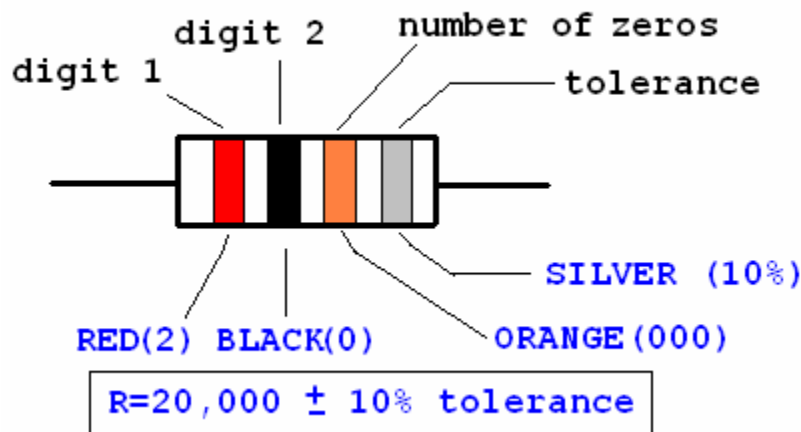 digit 2
number of zeros
digit 1
tolerance
SILVER (10%)
RED(2) BLACK(0)
ORANGE(000)
R=20,000 ± 10% tolerance